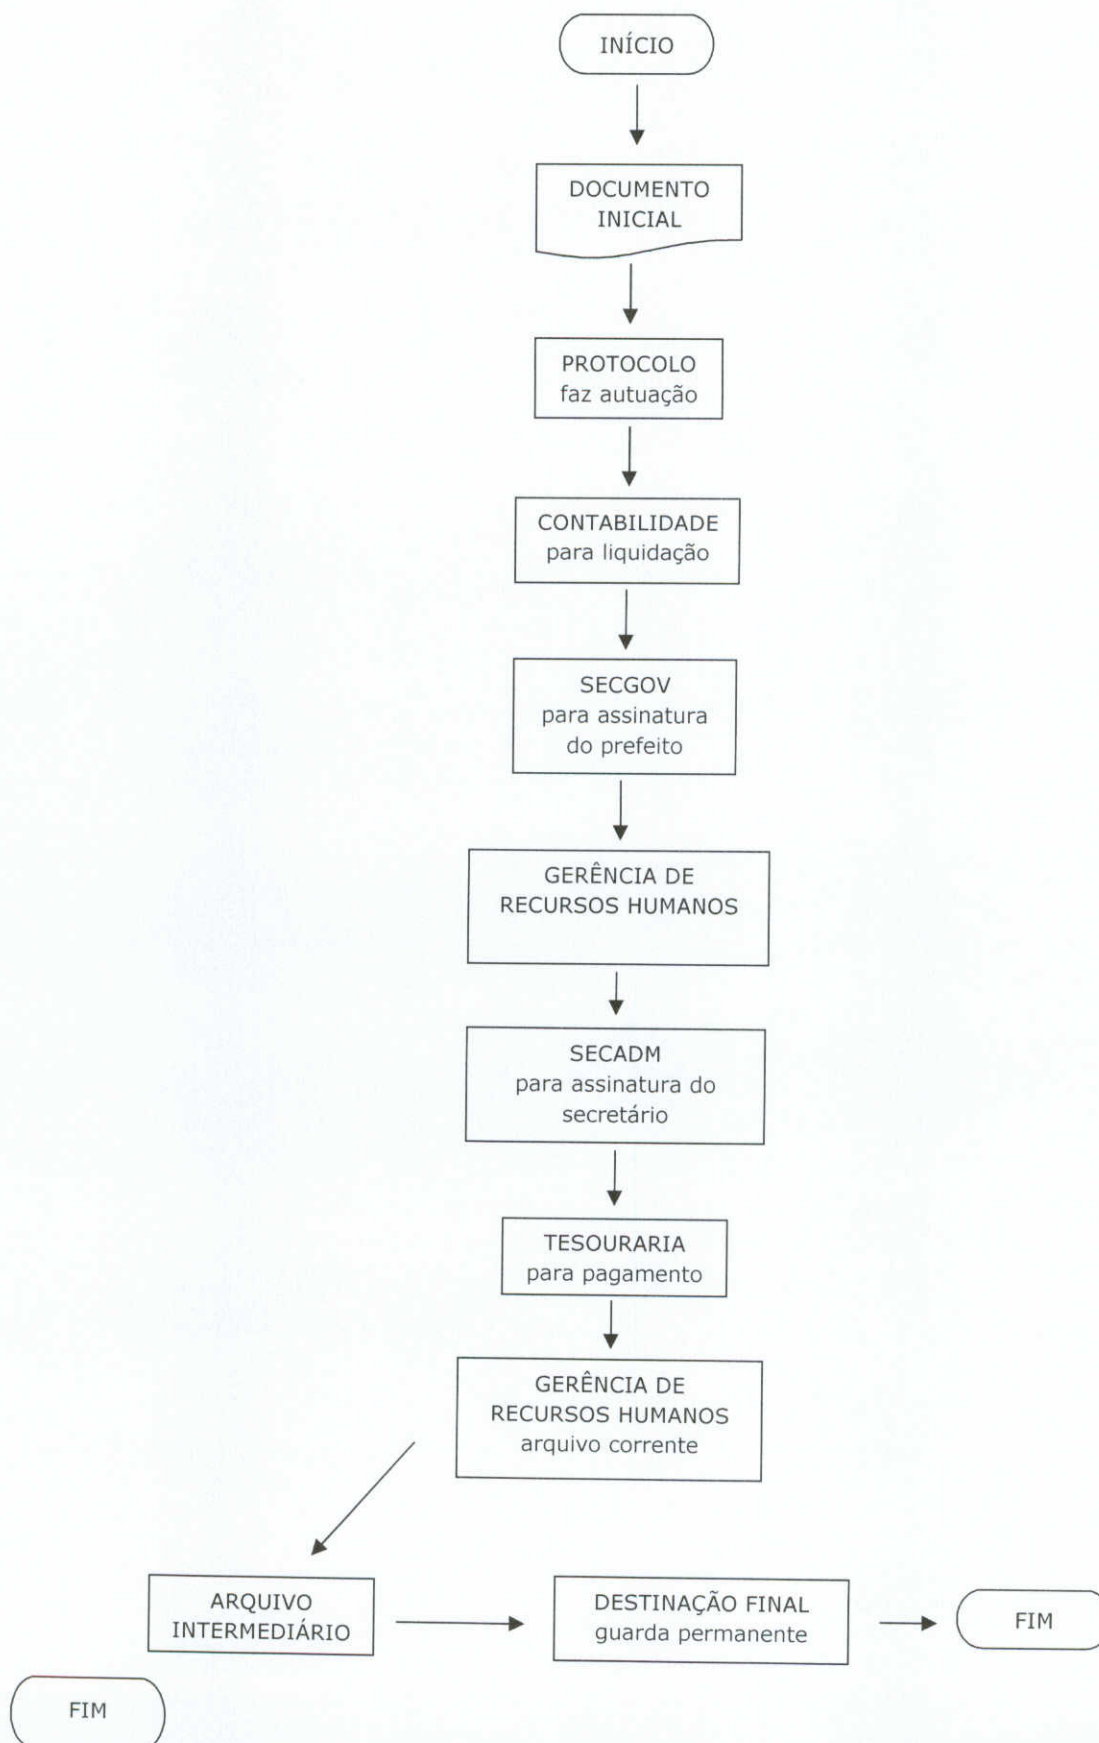 INÍCIO
DOCUMENTO
INICIAL
PROTOCOLO
faz autuação
CONTABILIDADE
para liquidação
SECGOV
para assinatura
do prefeito
GERÊNCIA DE
RECURSOS HUMANOS
SECADM
para assinatura do
secretário
TESOURARIA
para pagamento
GERÊNCIA DE
RECURSOS HUMANOS
arquivo corrente
ARQUIVO
INTERMEDIÁRIO
DESTINAÇÃO FINAL
guarda permanente
FIM
FIM